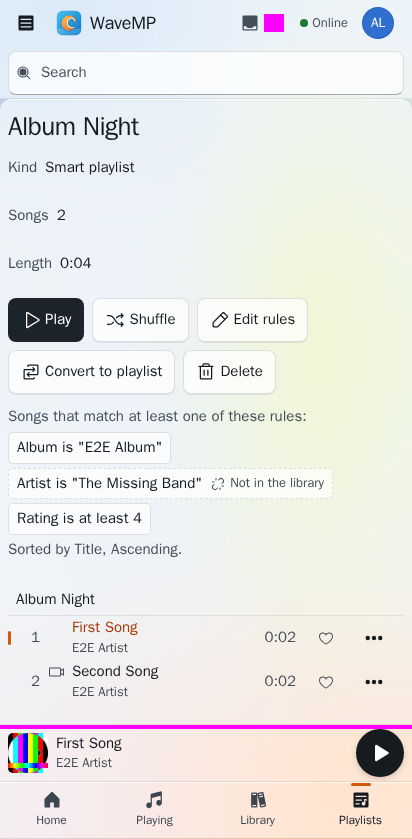 WaveMP
Online
AL
Search
Album Night
Kind Smart playlist
Songs 2
Length 0:04
Play Shuffle Edit rules
Convert to playlist Delete
Songs that match at least one of these rules:
Album is "E2E Album"
Artist is "The Missing Band" Not in the library
Rating is at least 4
Sorted by Title, Ascending.
Album Night
1 First Song 0:02
E2E Artist
2 Second Song 0:02
E2E Artist
First Song
E2E Artist
Home Playing Library Playlists